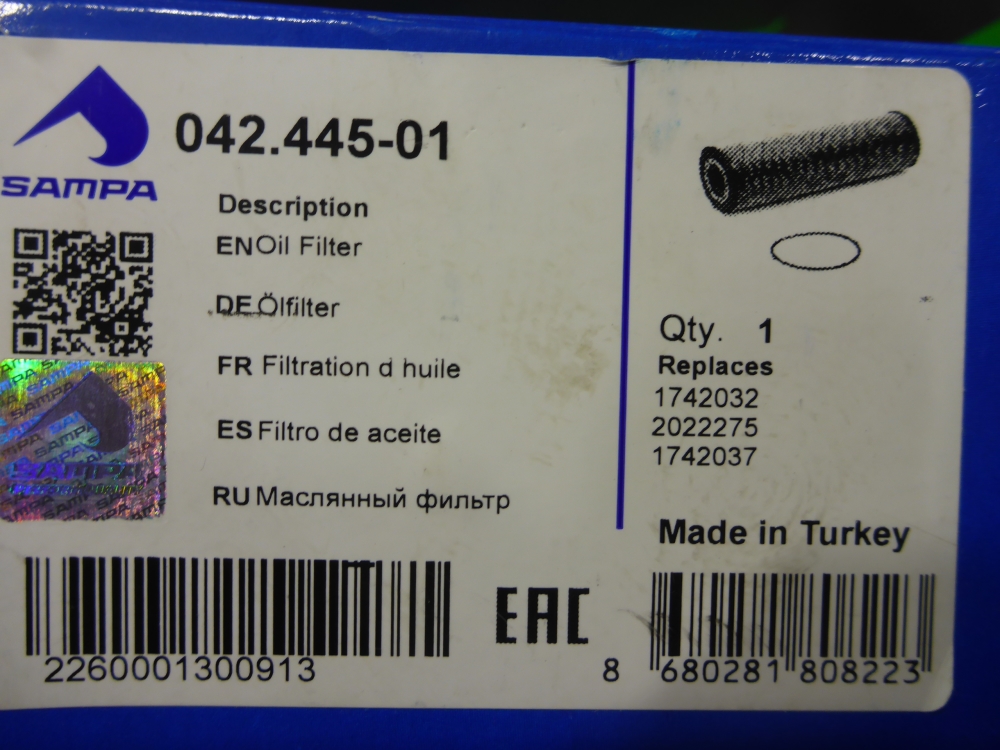 SAMPA
042.445-01
Description
EN Oil Filter
DE Ölfilter
FR Filtration d huile
ES Filtro de aceite
RU Маслянный фильтр
SAMPA
2260001300913
EAC
Qty. 1
Replaces
1742032
2022275
1742037
Made in Turkey
8 680281 808223